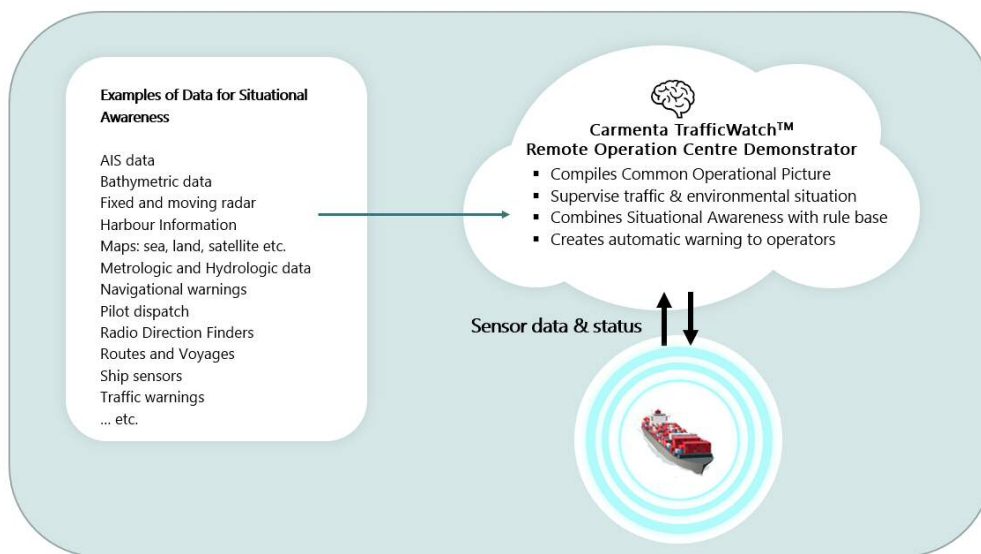 Examples of Data for Situational
Awareness
AIS data
Bathymetric data
Fixed and moving radar
Harbour Information
Maps: sea, land, satellite etc.
Metrologic and Hydrologic data
Navigational warnings
Pilot dispatch
Radio Direction Finders
Routes and Voyages
Ship sensors
Traffic warnings
... etc.
Carmenta TrafficWatch™
Remote Operation Centre Demonstrator
▪ Compiles Common Operational Picture
▪ Supervise traffic & environmental situation
▪ Combines Situational Awareness with rule base
▪ Creates automatic warning to operators
Sensor data & status